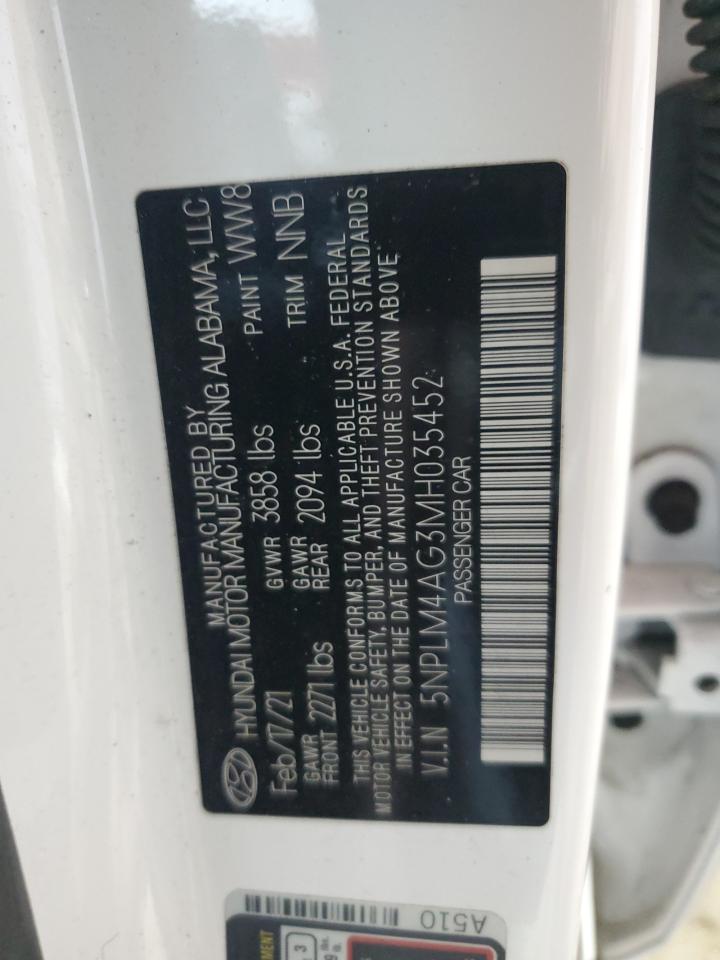 MANUFACTURED BY
HYUNDAI MOTOR MANUFACTURING ALABAMA, LLC
Feb/17/21 GVWR 3858 lbs PAINT WW8
GAWR FRONT 2271 lbs GAWR REAR 2094 lbs TRIM NNB
THIS VEHICLE CONFORMS TO ALL APPLICABLE U.S.A. FEDERAL
MOTOR VEHICLE SAFETY, BUMPER, AND THEFT PREVENTION STANDARDS
IN EFFECT ON THE DATE OF MANUFACTURE SHOWN ABOVE
V.I.N 5NPLM4AG3MH035452
PASSENGER CAR
A510